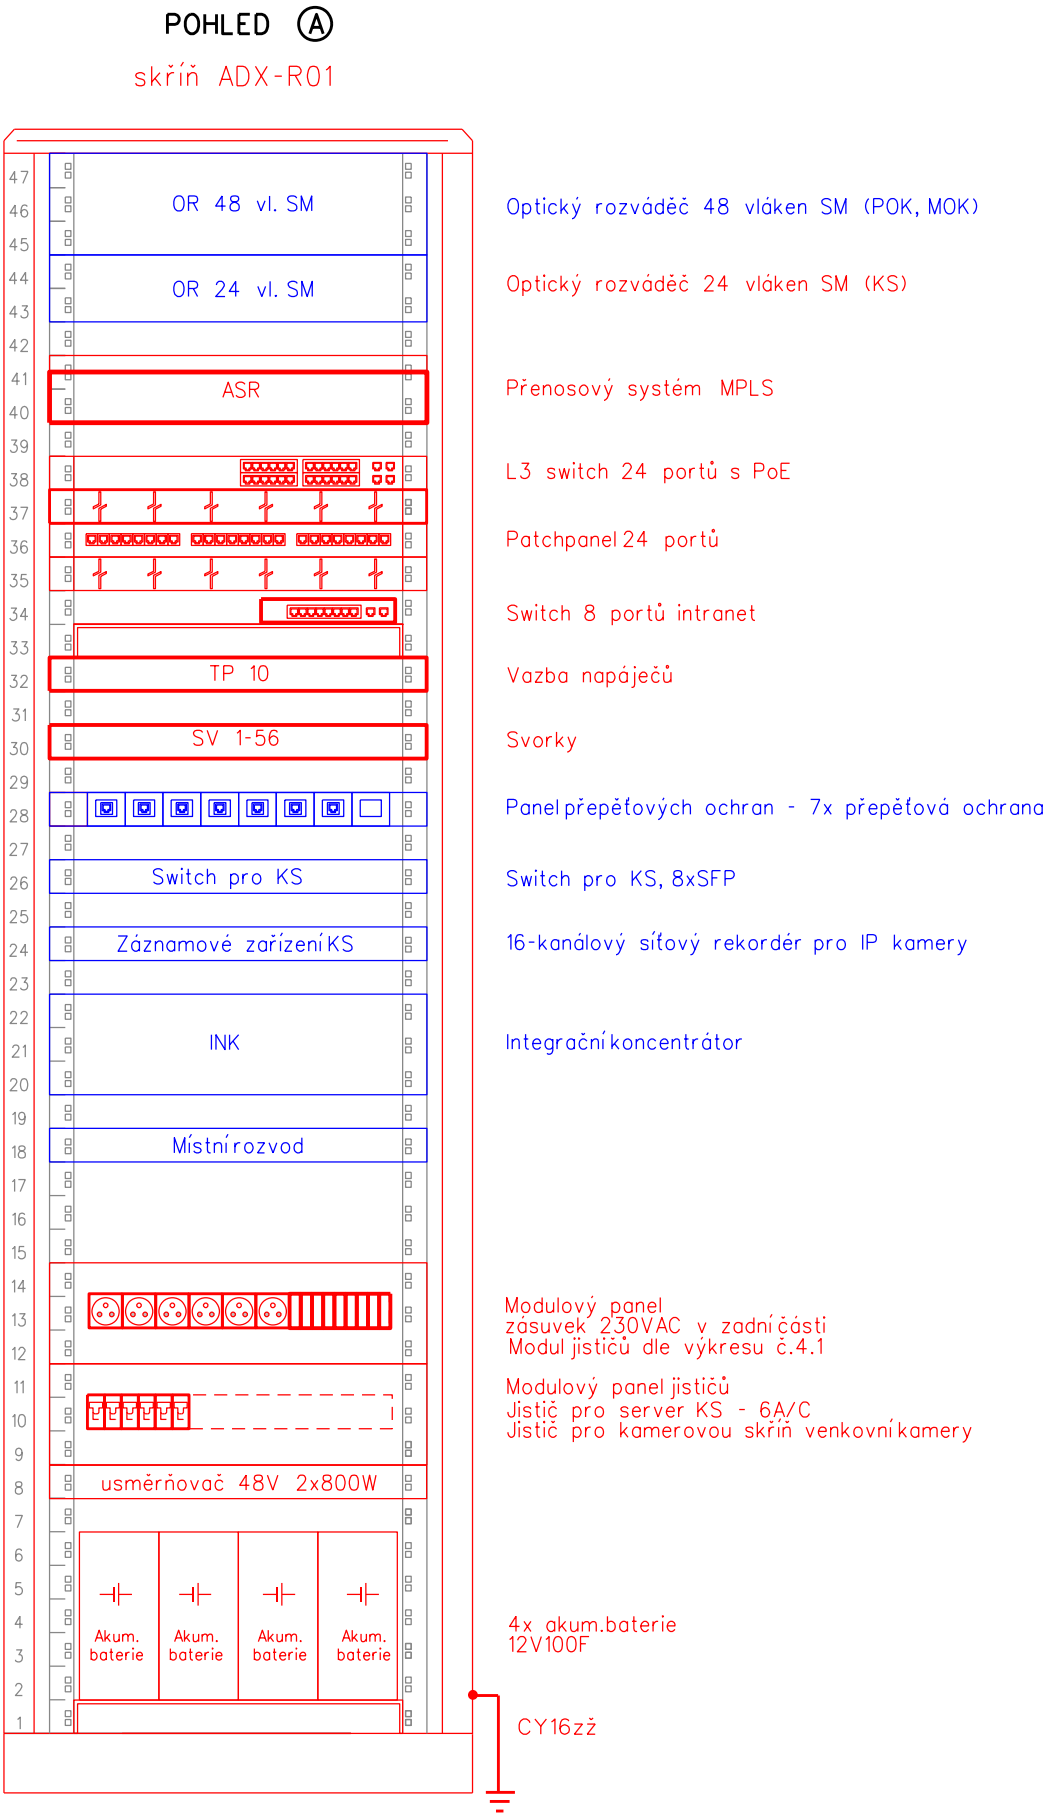 POHLED A
skříň ADX-R01
47
OR 48 vl. SM
46
Optický rozváděč 48 vláken SM (POK, MOK)
45
44
OR 24 vl. SM
Optický rozváděč 24 vláken SM (KS)
43
42
41
ASR
Přenosový systém MPLS
40
39
38
L3 switch 24 portů s PoE
37
36
Patchpanel 24 portů
35
34
Switch 8 portů intranet
33
32
TP 10
Vazba napáječů
31
30
SV 1-56
Svorky
29
28
Panel přepěťových ochran - 7x přepěťová ochrana
27
26
Switch pro KS
Switch pro KS, 8xSFP
25
24
Záznamové zařízení KS
16-kanálový síťový rekordér pro IP kamery
23
22
21
INK
Integrační koncentrátor
20
19
18
Místní rozvod
17
16
15
14
13
Modulový panel
zásuvek 230VAC v zadní části
12
Modul jističů dle výkresu č.4.1
11
Modulový panel jističů
10
Jistič pro server KS - 6A/C
Jistič pro kamerovou skříň venkovní kamery
9
8
usměrňovač 48V 2x800W
7
6
5
4
4x akum.baterie
12V100F
Akum. baterie
Akum. baterie
Akum. baterie
Akum. baterie
3
2
1
CY16zž